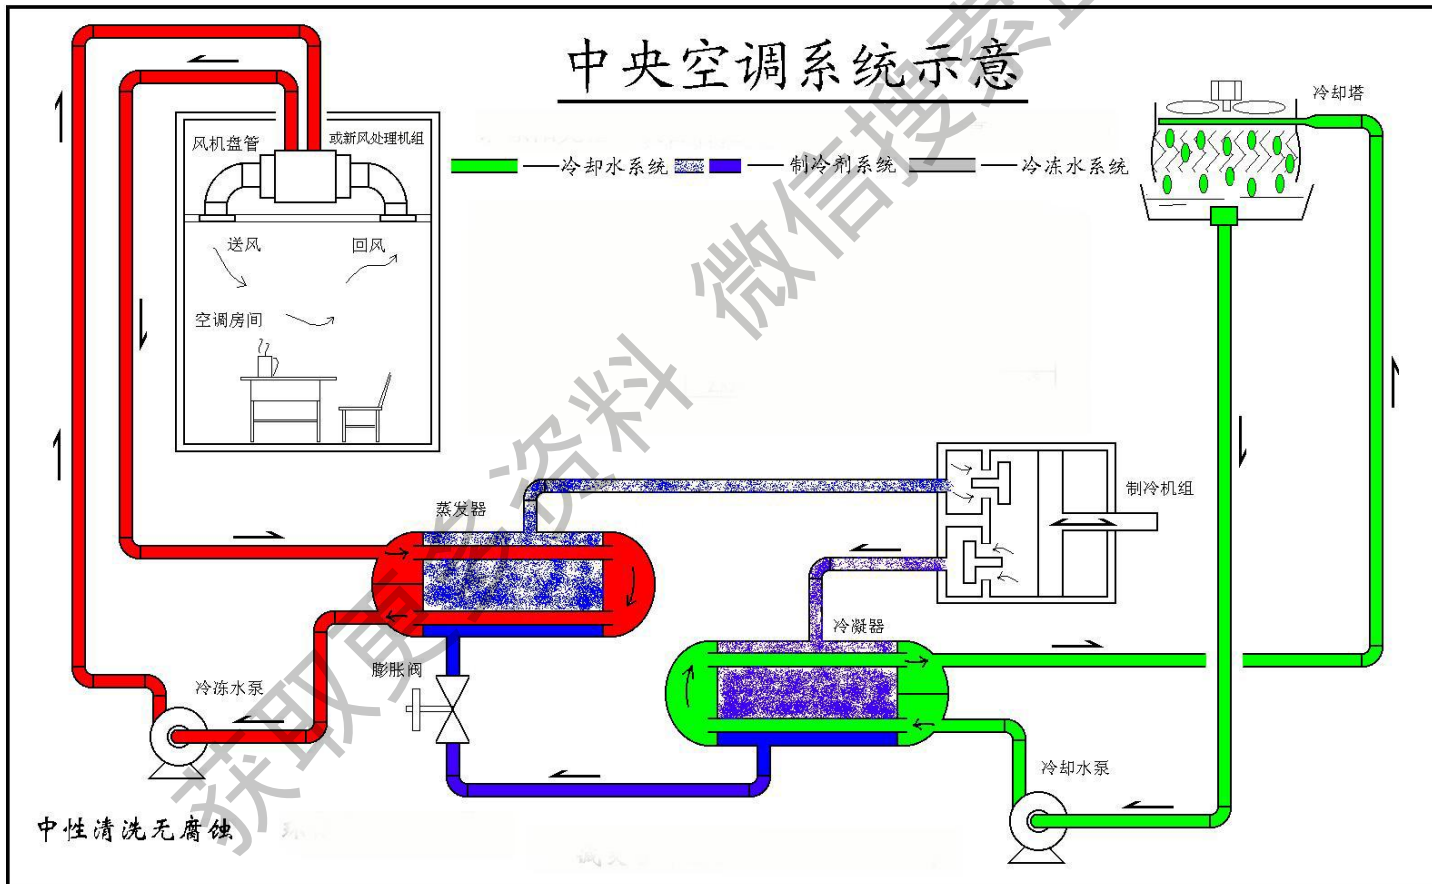 中央空调系统示意
冷却塔
风机盘管
或新风处理机组
冷却水系统
制冷剂系统
冷冻水系统
送风
回风
空调房间
制冷机组
蒸发器
冷凝器
膨胀阀
冷冻水泵
冷却水泵
中性清洗无腐蚀
获取更多资料 微信搜索